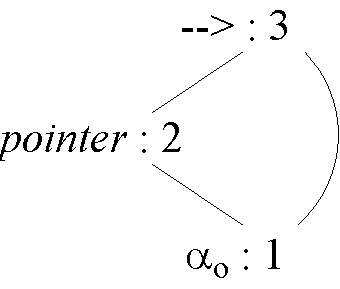 --> : 3
pointer : 2
αₒ : 1